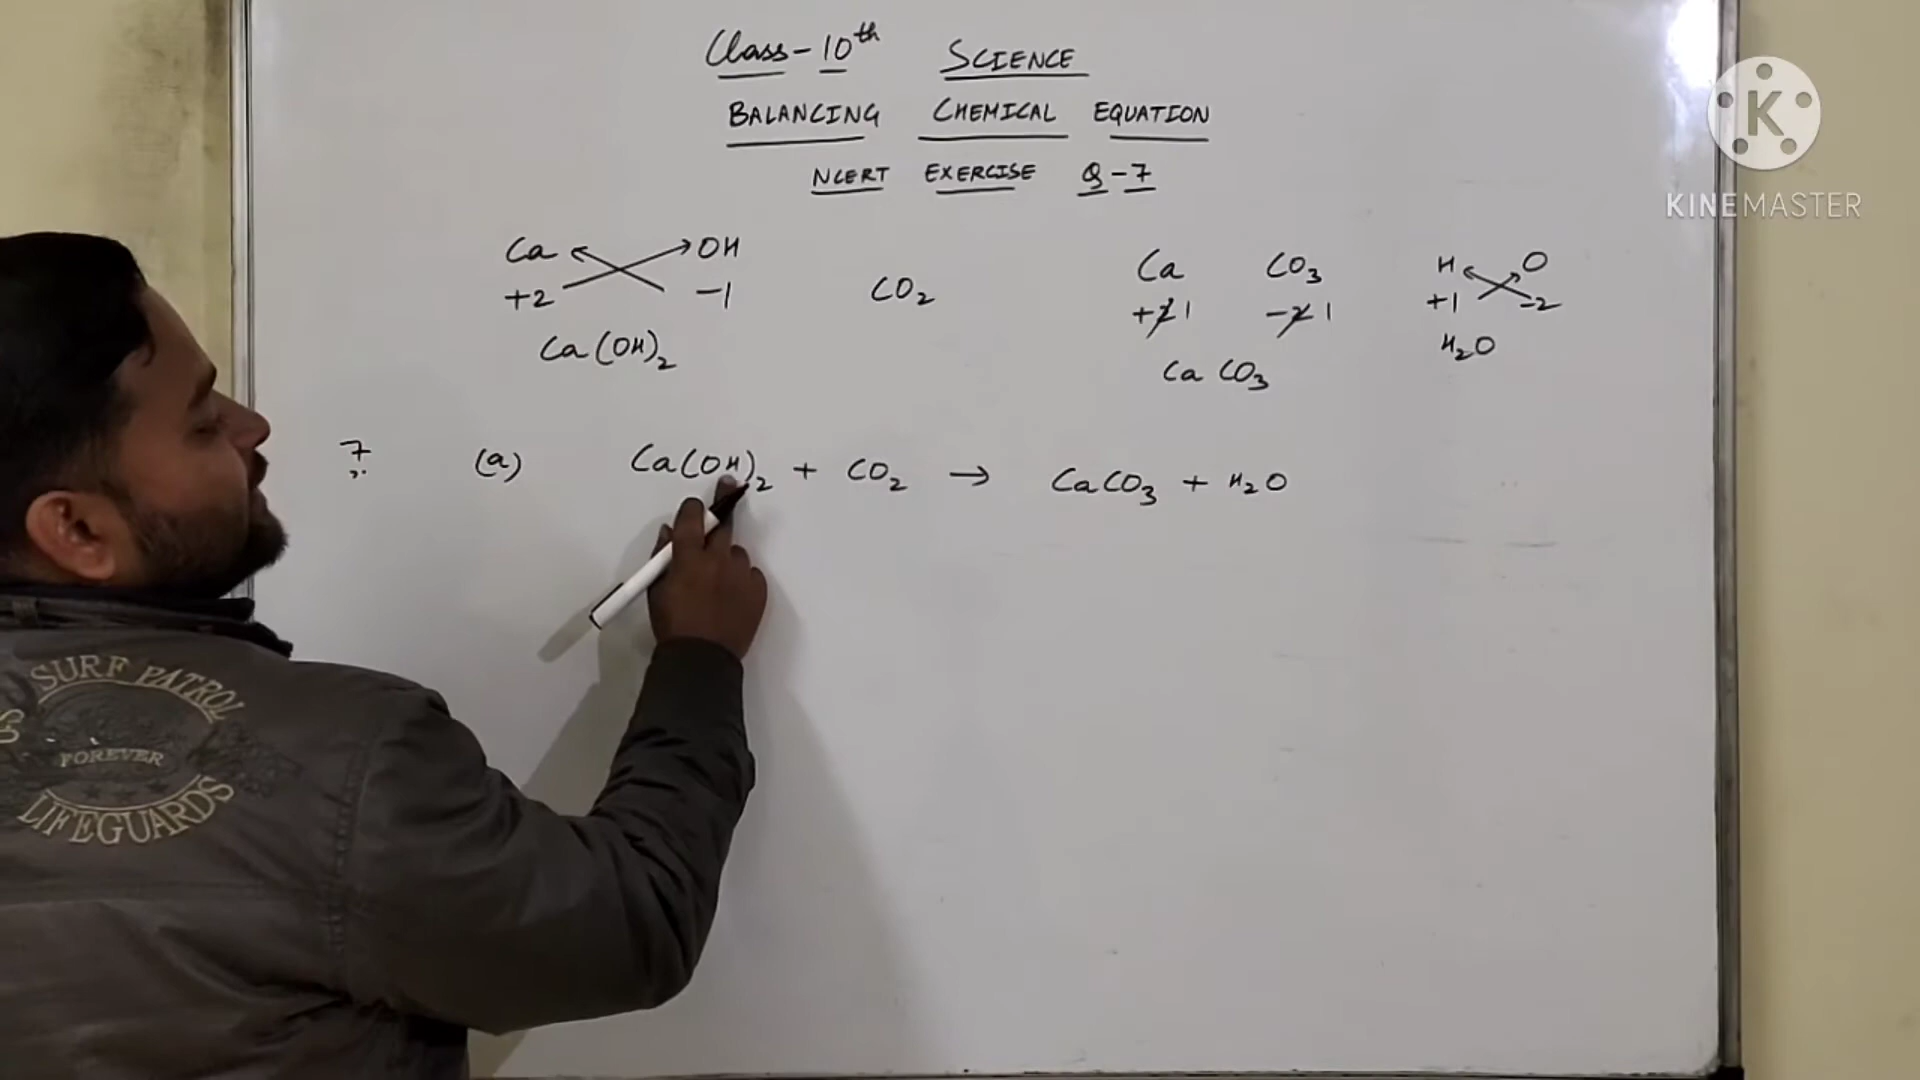 Class - 10th SCIENCE
BALANCING CHEMICAL EQUATION
NCERT EXERCISE Q-7
K
KINEMASTER
Ca OH
+2 -1
Ca(OH)2
CO2
Ca CO3
+2 1 -2 1
Ca CO3
H O
+1 -2
H2O
7 (a) Ca(OH)2 + CO2 → CaCO3 + H2O
SURF PATROL
FOREVER
LIFEGUARDS